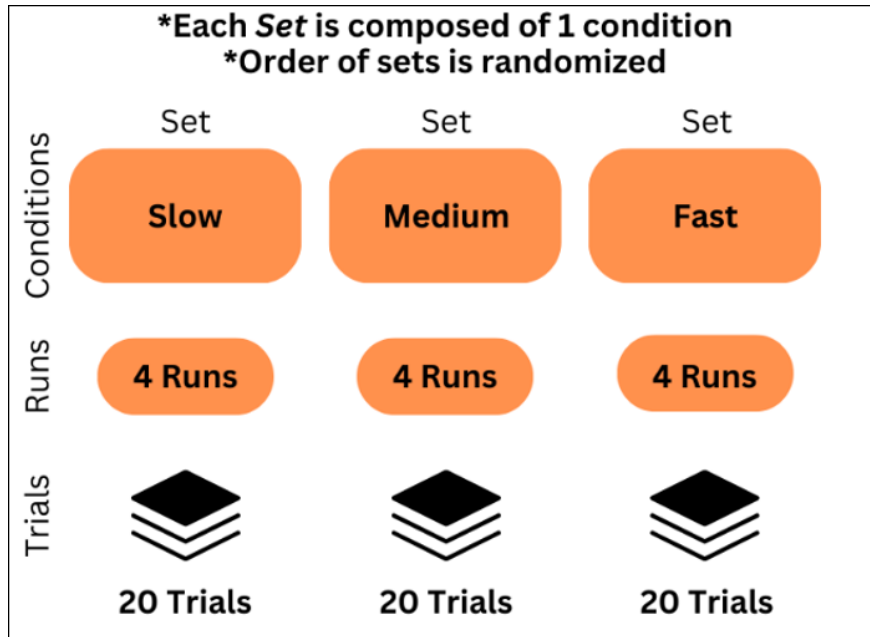 *Each Set is composed of 1 condition
*Order of sets is randomized
Set Set Set
Conditions
Slow Medium Fast
Runs
4 Runs 4 Runs 4 Runs
Trials
20 Trials 20 Trials 20 Trials